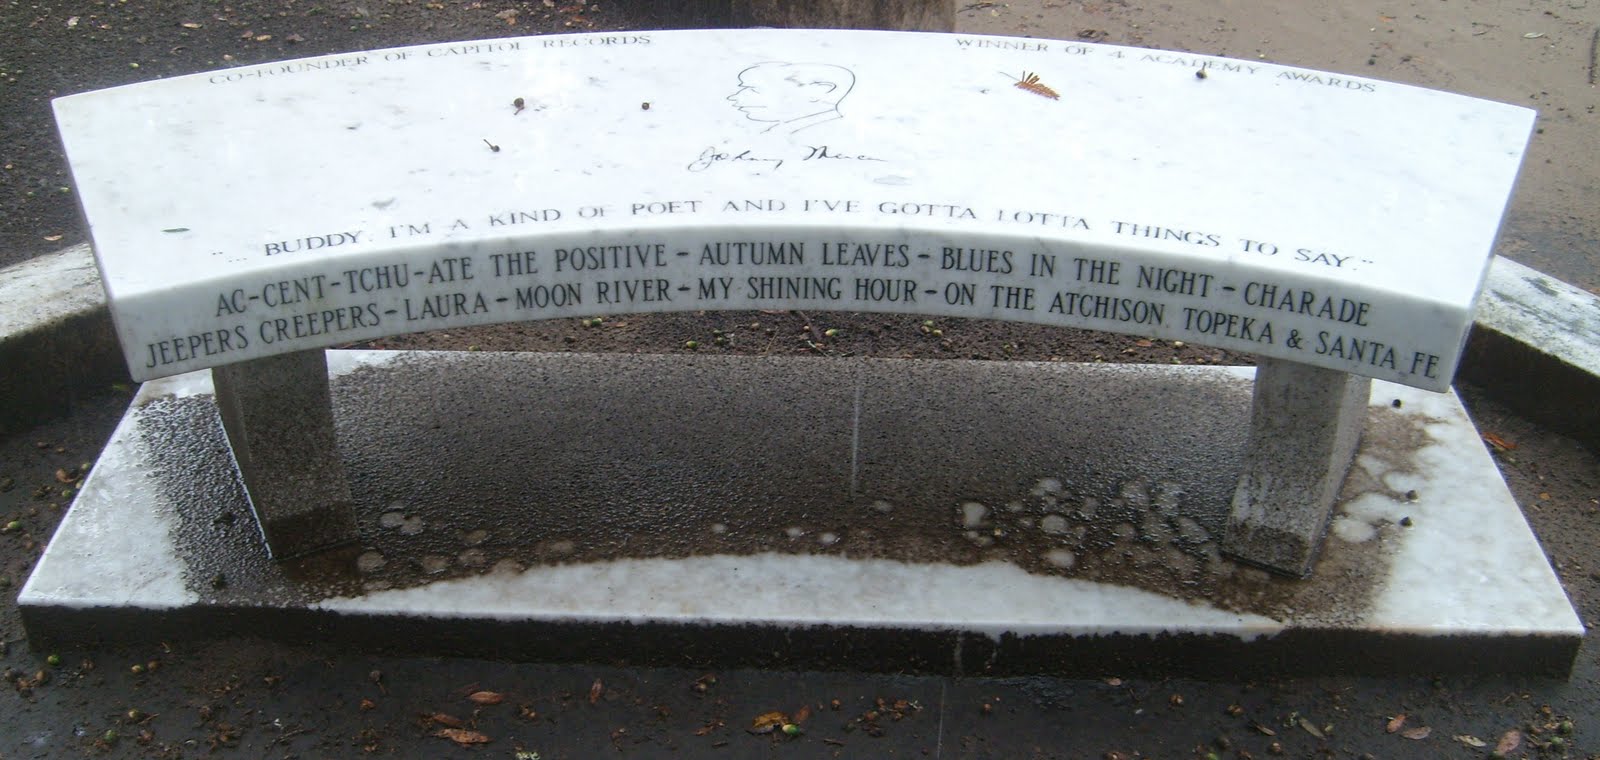 CO-FOUNDER OF CAPITOL RECORDS
WINNER OF 4 ACADEMY AWARDS
Johnny Mercer
"... BUDDY, I'M A KIND OF POET AND I'VE GOTTA LOTTA THINGS TO SAY."
AC-CENT-TCHU-ATE THE POSITIVE - AUTUMN LEAVES - BLUES IN THE NIGHT - CHARADE
JEEPERS CREEPERS - LAURA - MOON RIVER - MY SHINING HOUR - ON THE ATCHISON, TOPEKA & SANTA FE